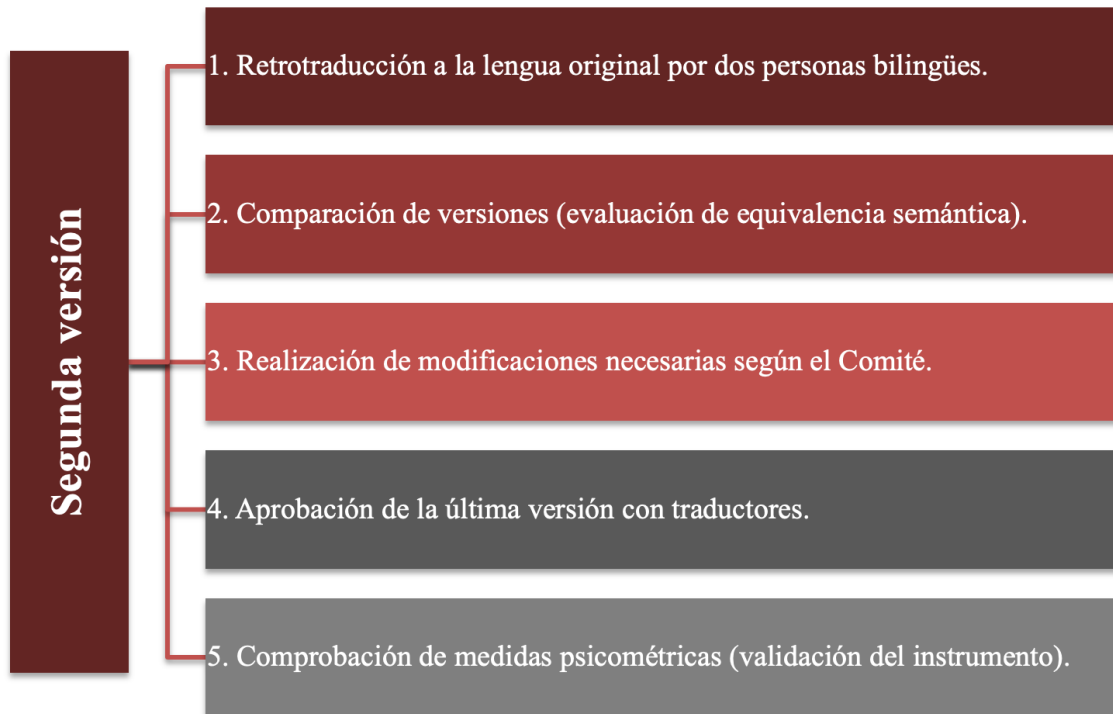 Segunda versión
1. Retrotraducción a la lengua original por dos personas bilingües.
2. Comparación de versiones (evaluación de equivalencia semántica).
3. Realización de modificaciones necesarias según el Comité.
4. Aprobación de la última versión con traductores.
5. Comprobación de medidas psicométricas (validación del instrumento).